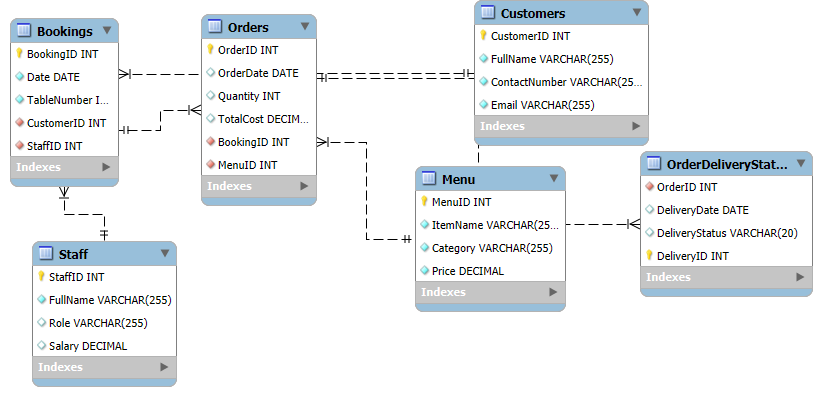 Bookings
BookingID INT
Date DATE
TableNumber I...
CustomerID INT
StaffID INT
Indexes
Orders
OrderID INT
OrderDate DATE
Quantity INT
TotalCost DECIM...
BookingID INT
MenuID INT
Indexes
Customers
CustomerID INT
FullName VARCHAR(255)
ContactNumber VARCHAR(25...
Email VARCHAR(255)
Indexes
Menu
MenuID INT
ItemName VARCHAR(25...
Category VARCHAR(255)
Price DECIMAL
Indexes
OrderDeliveryStat...
OrderID INT
DeliveryDate DATE
DeliveryStatus VARCHAR(20)
DeliveryID INT
Indexes
Staff
StaffID INT
FullName VARCHAR(255)
Role VARCHAR(255)
Salary DECIMAL
Indexes